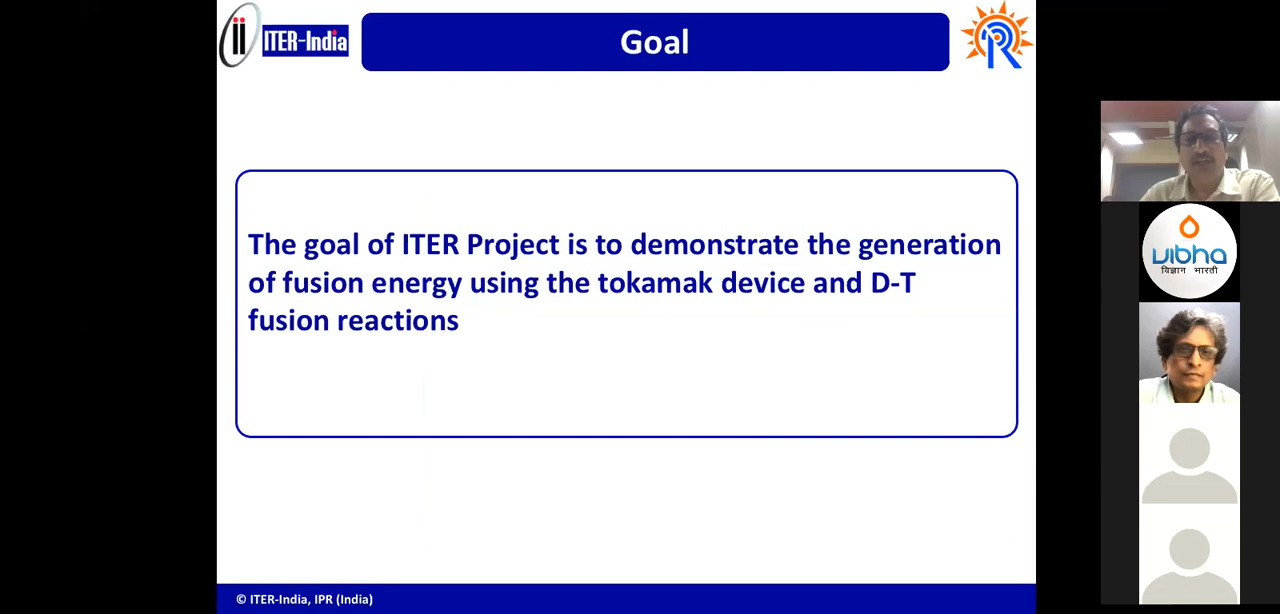 ITER-India
Goal
The goal of ITER Project is to demonstrate the generation
of fusion energy using the tokamak device and D-T
fusion reactions
© ITER-India, IPR (India)
vibha
विज्ञान भारती